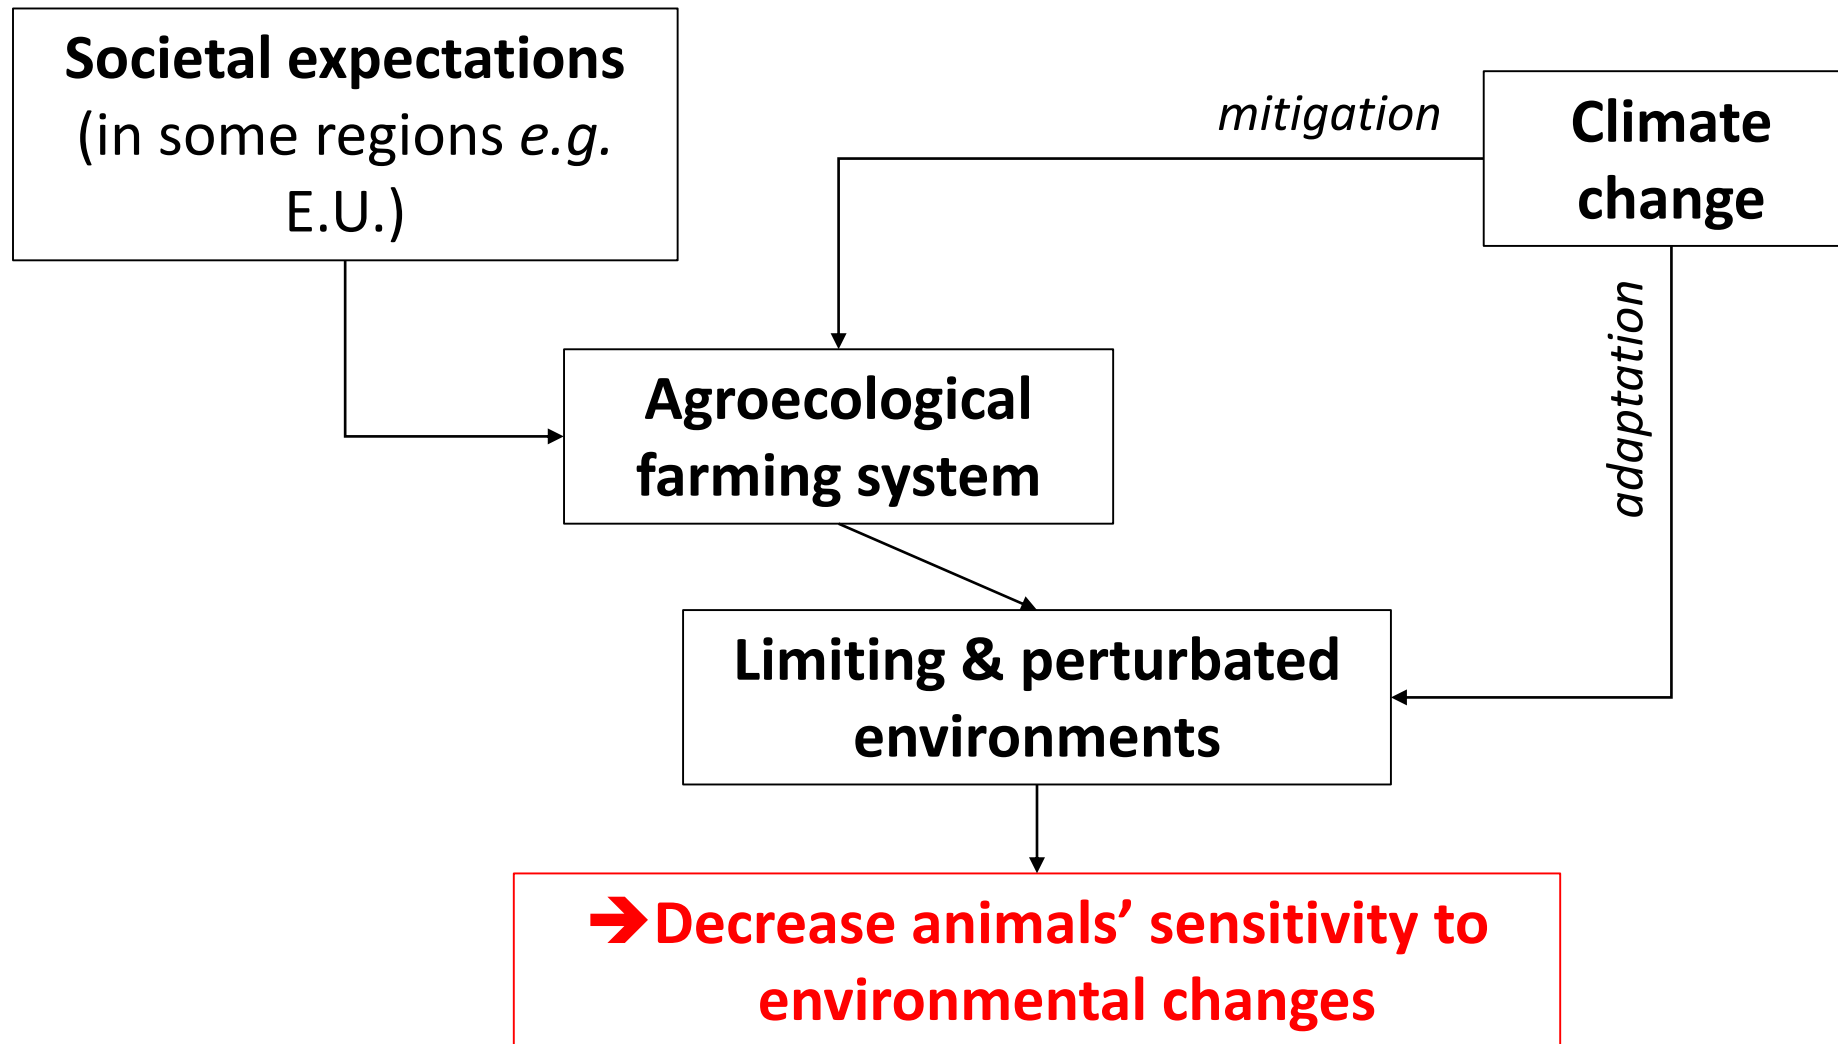 Societal expectations
(in some regions e.g.
E.U.)
mitigation
Climate
change
adaptation
Agroecological
farming system
Limiting & perturbated
environments
➔Decrease animals’ sensitivity to
environmental changes